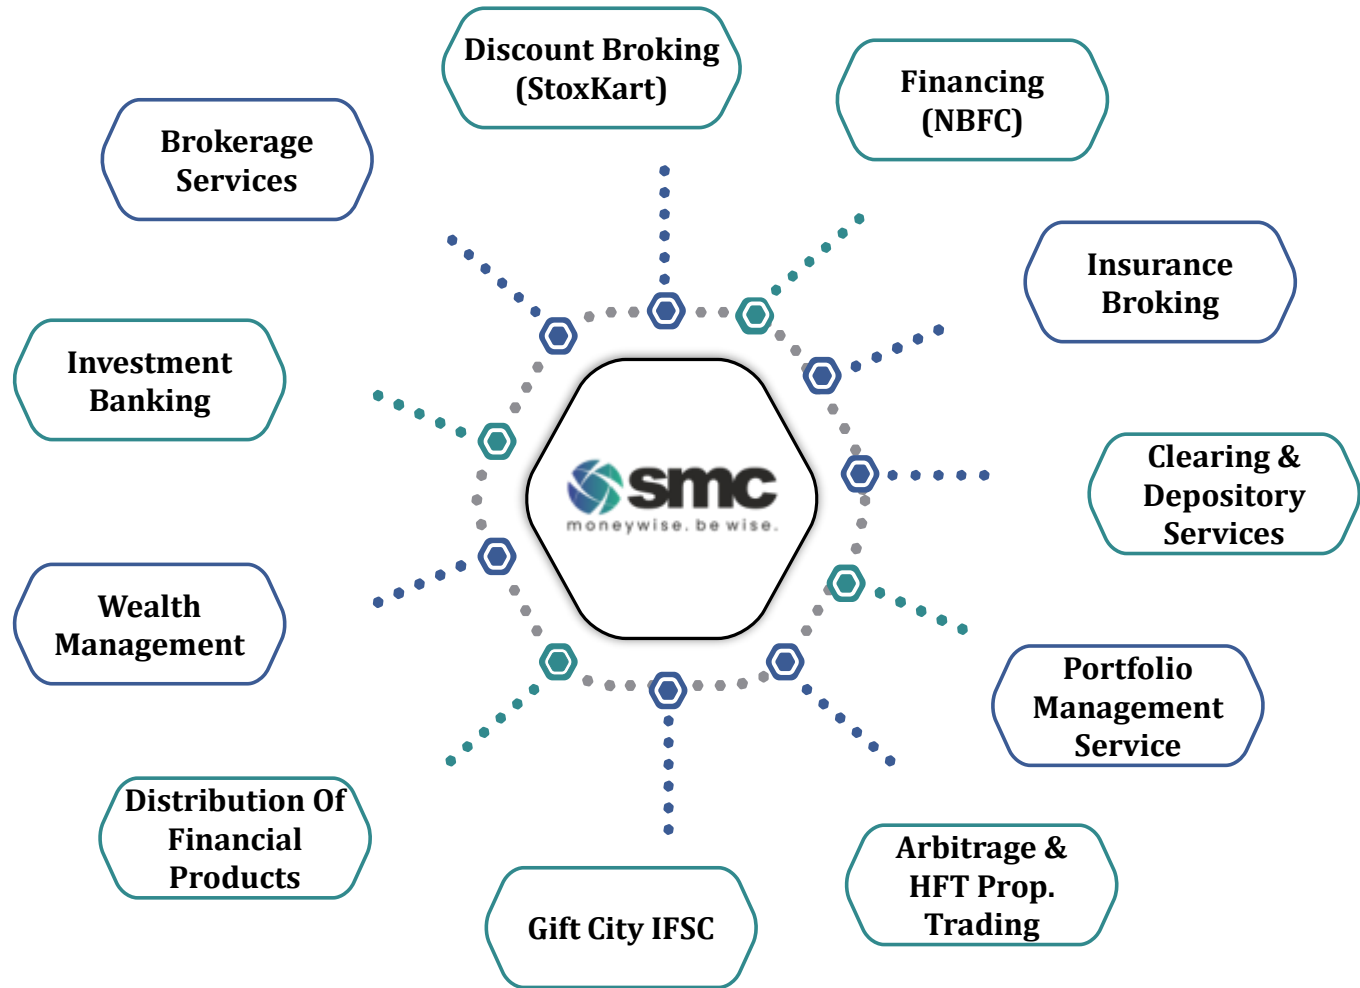 Discount Broking
(StoxKart)
Financing
(NBFC)
Brokerage
Services
Insurance
Broking
Investment
Banking
Clearing &
Depository
Services
smc
moneywise. be wise.
Wealth
Management
Portfolio
Management
Service
Distribution Of
Financial
Products
Arbitrage &
HFT Prop.
Trading
Gift City IFSC